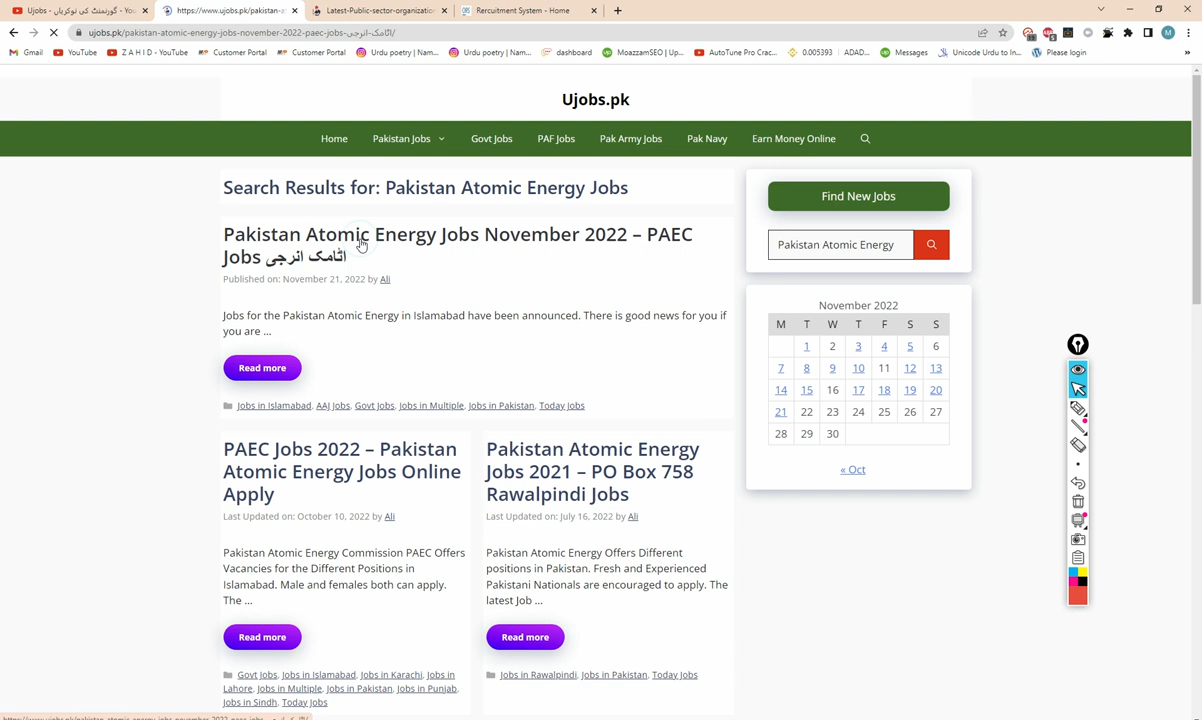 Ujobs - گورنمنٹ کی نوکریاں - You
https://www.ujobs.pk/pakistan-a
Latest-Public-sector-organizatio
Recruitment System - Home
ujobs.pk/pakistan-atomic-energy-jobs-november-2022-paec-jobs-اٹامک-انرجی/
Gmail
YouTube
Z A H I D - YouTube
Customer Portal
Customer Portal
Urdu poetry | Nam...
Urdu poetry | Nam...
dashboard
MoazzamSEO | Up...
AutoTune Pro Crac...
0.005393
ADAD...
Messages
Unicode Urdu to In...
Please login
Ujobs.pk
Home
Pakistan Jobs
Govt Jobs
PAF Jobs
Pak Army Jobs
Pak Navy
Earn Money Online
Search Results for: Pakistan Atomic Energy Jobs
Pakistan Atomic Energy Jobs November 2022 – PAEC
Jobs اٹامک انرجی
Published on: November 21, 2022 by Ali
Jobs for the Pakistan Atomic Energy in Islamabad have been announced. There is good news for you if
you are ...
Read more
Jobs in Islamabad, AAJ Jobs, Govt Jobs, Jobs in Multiple, Jobs in Pakistan, Today Jobs
PAEC Jobs 2022 – Pakistan
Atomic Energy Jobs Online
Apply
Last Updated on: October 10, 2022 by Ali
Pakistan Atomic Energy Commission PAEC Offers
Vacancies for the Different Positions in
Islamabad. Male and females both can apply.
The ...
Read more
Govt Jobs, Jobs in Islamabad, Jobs in Karachi, Jobs in
Lahore, Jobs in Multiple, Jobs in Pakistan, Jobs in Punjab,
Jobs in Sindh, Today Jobs
Pakistan Atomic Energy
Jobs 2021 – PO Box 758
Rawalpindi Jobs
Last Updated on: July 16, 2022 by Ali
Pakistan Atomic Energy Offers Different
positions in Pakistan. Fresh and Experienced
Pakistani Nationals are encouraged to apply. The
latest Job ...
Read more
Jobs in Rawalpindi, Jobs in Pakistan, Today Jobs
Find New Jobs
Pakistan Atomic Energy
November 2022
M T W T F S S
1 2 3 4 5 6
7 8 9 10 11 12 13
14 15 16 17 18 19 20
21 22 23 24 25 26 27
28 29 30
« Oct